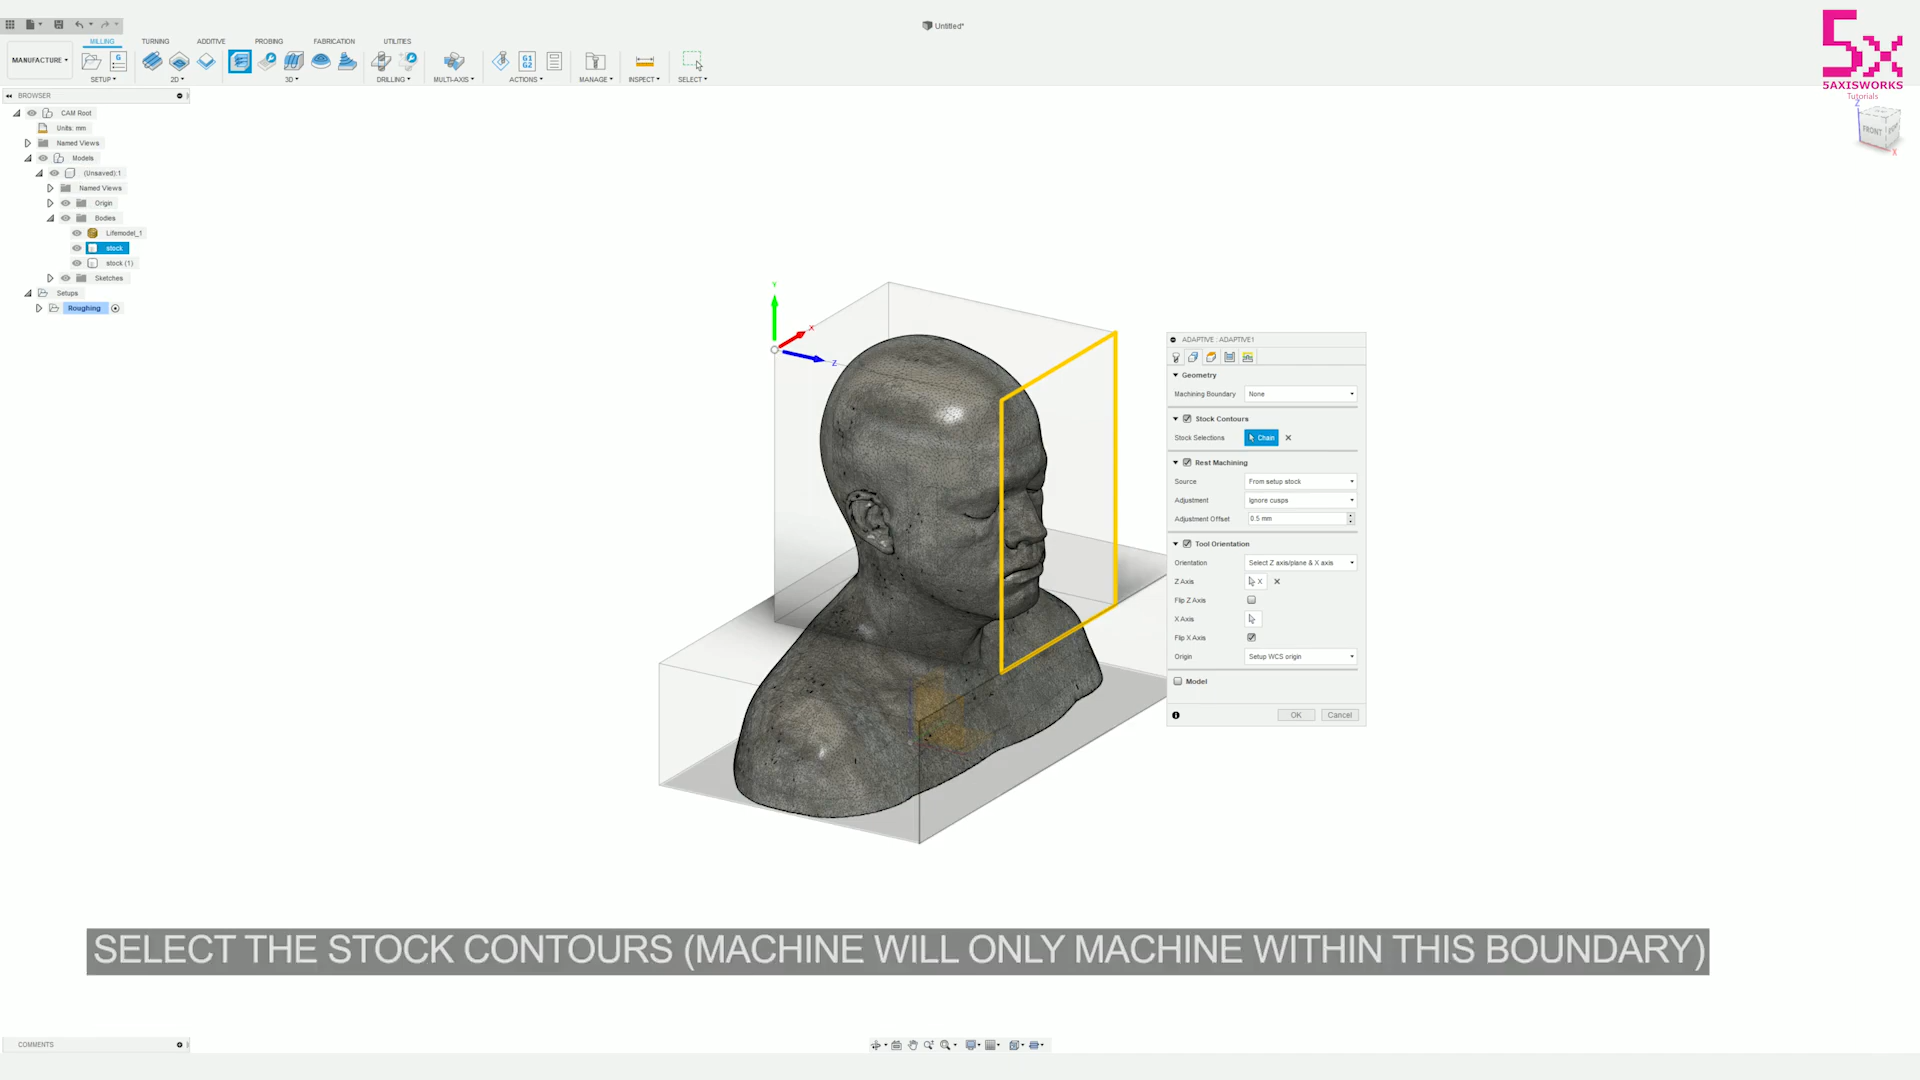 Untitled*
5X
5AXISWORKS
Tutorials
MILLING TURNING ADDITIVE PROBING FABRICATION UTILITIES
MANUFACTURE
G
G1
G2
SETUP 2D 3D DRILLING MULTI-AXIS ACTIONS MANAGE INSPECT SELECT
BROWSER
CAM Root
Units: mm
Named Views
Models
(Unsaved):1
Named Views
Origin
Bodies
Lifemodel_1
stock
stock (1)
Sketches
Setups
Roughing
Z
FRONT
X
Y
X
Z
ADAPTIVE : ADAPTIVE1
Geometry
Machining Boundary None
Stock Contours
Stock Selections Chain
Rest Machining
Source From setup stock
Adjustment Ignore cusps
Adjustment Offset 0.5 mm
Tool Orientation
Orientation Select Z axis/plane & X axis
Z Axis X
Flip Z Axis
X Axis
Flip X Axis
Origin Setup WCS origin
Model
OK Cancel
SELECT THE STOCK CONTOURS (MACHINE WILL ONLY MACHINE WITHIN THIS BOUNDARY)
COMMENTS